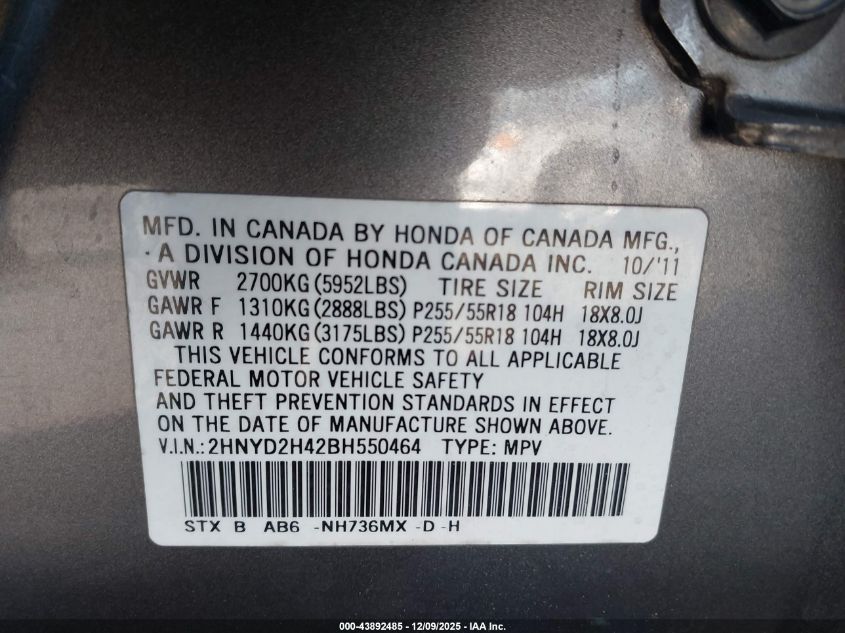 MFD. IN CANADA BY HONDA OF CANADA MFG.,
A DIVISION OF HONDA CANADA INC. 10/'11
GVWR 2700KG (5952LBS) TIRE SIZE RIM SIZE
GAWR F 1310KG (2888LBS) P255/55R18 104H 18X8.0J
GAWR R 1440KG (3175LBS) P255/55R18 104H 18X8.0J
THIS VEHICLE CONFORMS TO ALL APPLICABLE
FEDERAL MOTOR VEHICLE SAFETY
AND THEFT PREVENTION STANDARDS IN EFFECT
ON THE DATE OF MANUFACTURE SHOWN ABOVE.
V.I.N.: 2HNYD2H42BH550464 TYPE: MPV
STX B AB6 -NH736MX -D -H
000-43892485 - 12/09/2025 - IAA Inc.